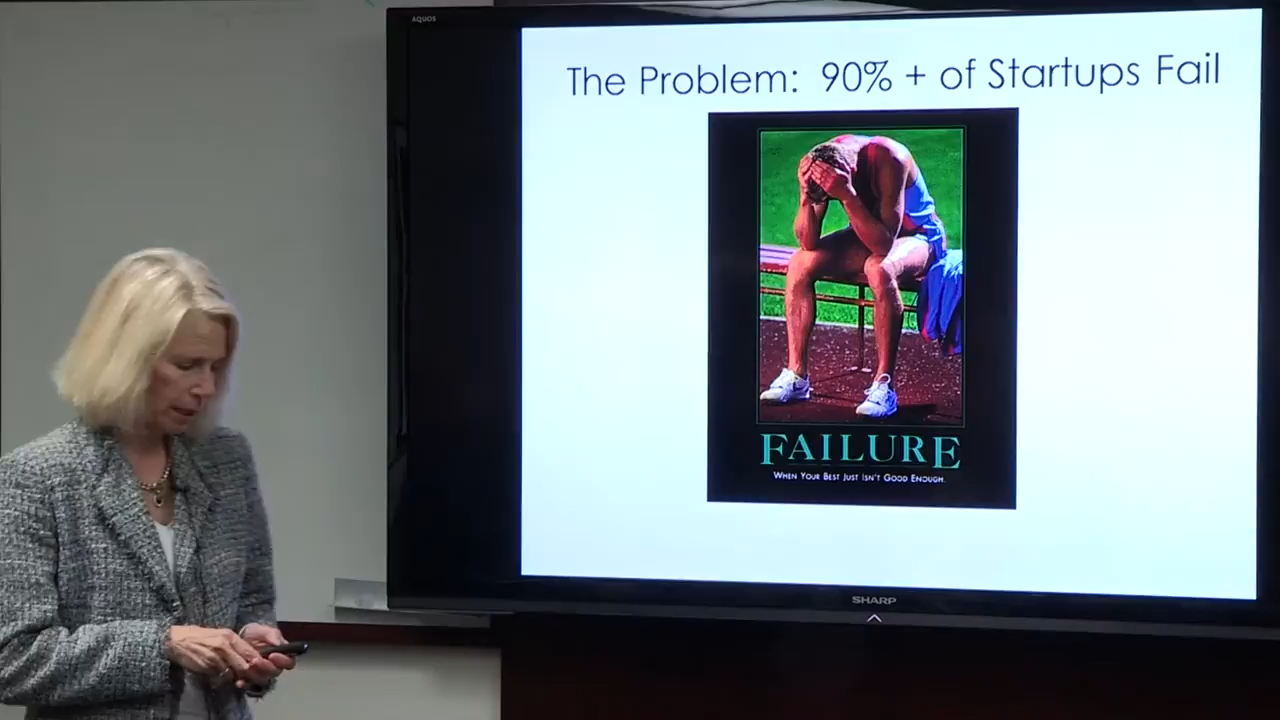 AQUOS
The Problem: 90% + of Startups Fail
FAILURE
WHEN YOUR BEST JUST ISN'T GOOD ENOUGH.
SHARP